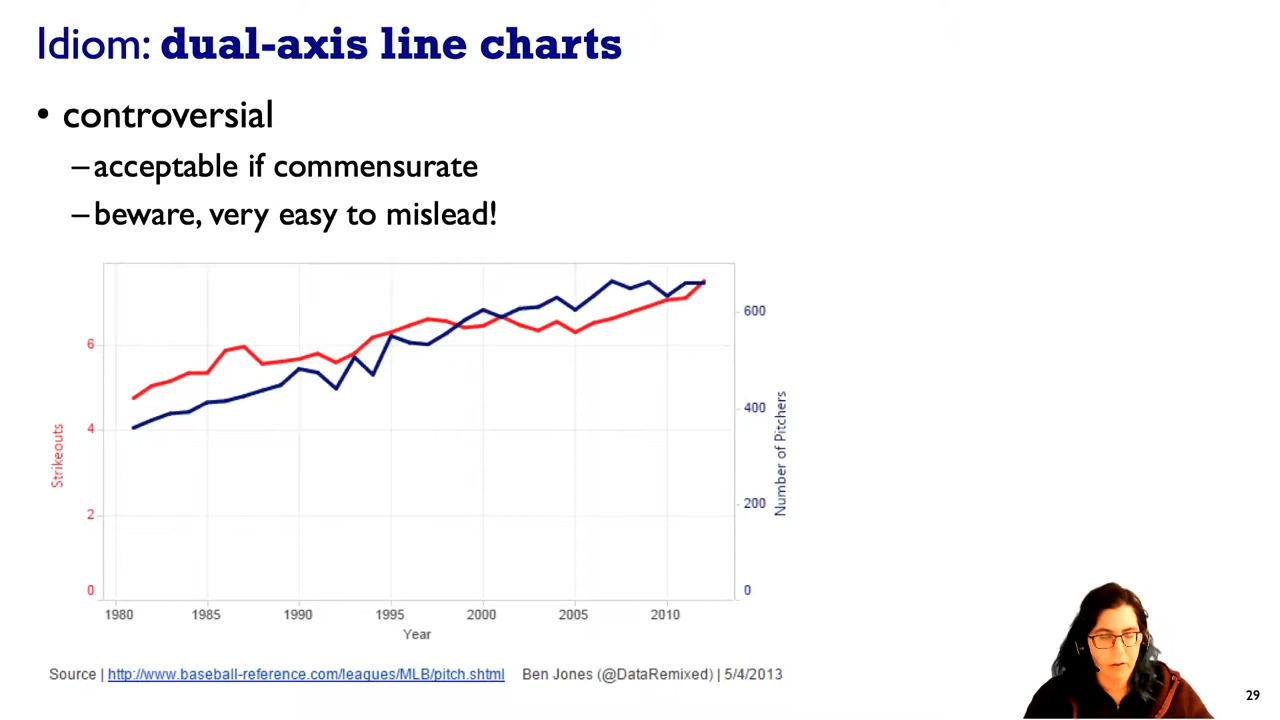 Idiom: dual-axis line charts
• controversial
–acceptable if commensurate
–beware, very easy to mislead!
Strikeouts
6
4
2
0
600
400
200
0
Number of Pitchers
1980 1985 1990 1995 2000 2005 2010
Year
Source | http://www.baseball-reference.com/leagues/MLB/pitch.shtml Ben Jones (@DataRemixed) | 5/4/2013
29